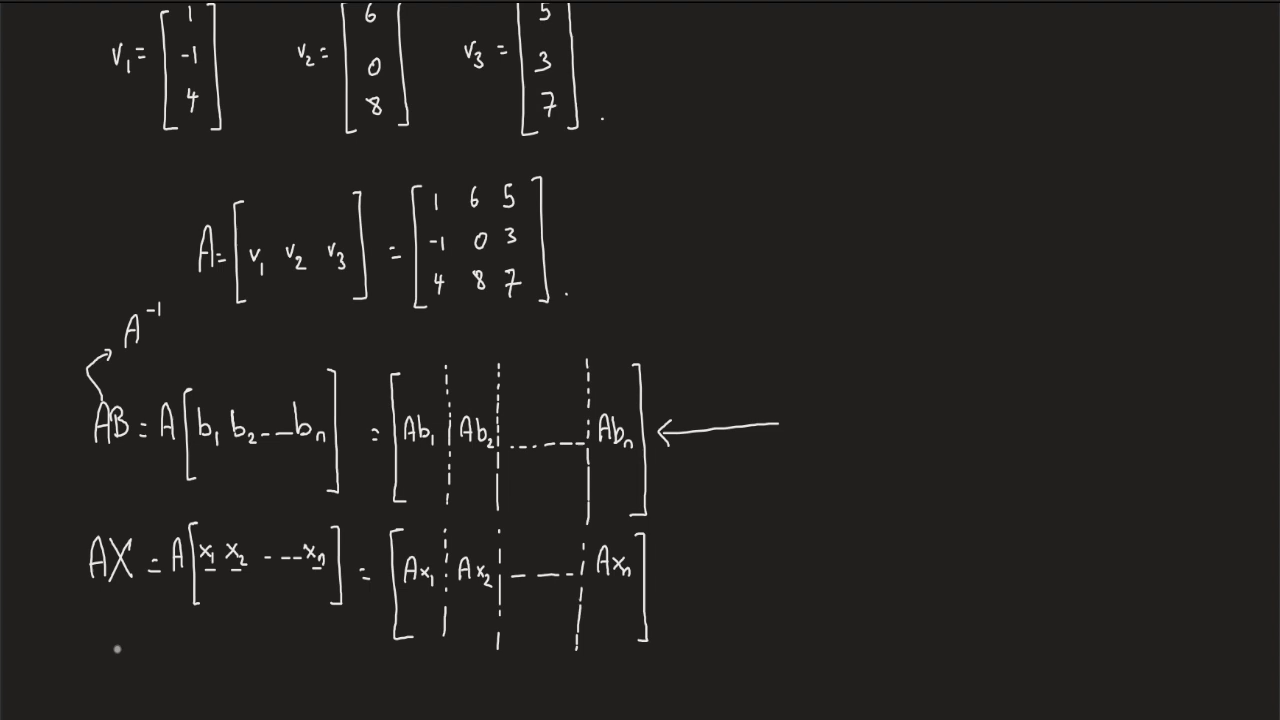 v₁ = [1 -1 4] v₂ = [6 0 8] v₃ = [5 3 7] .
A = [v₁ v₂ v₃] = [1 6 5
-1 0 3
4 8 7] .
A⁻¹
AB = A [b₁ b₂ -- bₙ] = [Ab₁ ¦ Ab₂ ¦ ...---- ¦ Abₙ] ←
AX = A [x₁ x₂ ---- xₙ] = [Ax₁ ¦ Ax₂ ¦ ---- ¦ Axₙ]